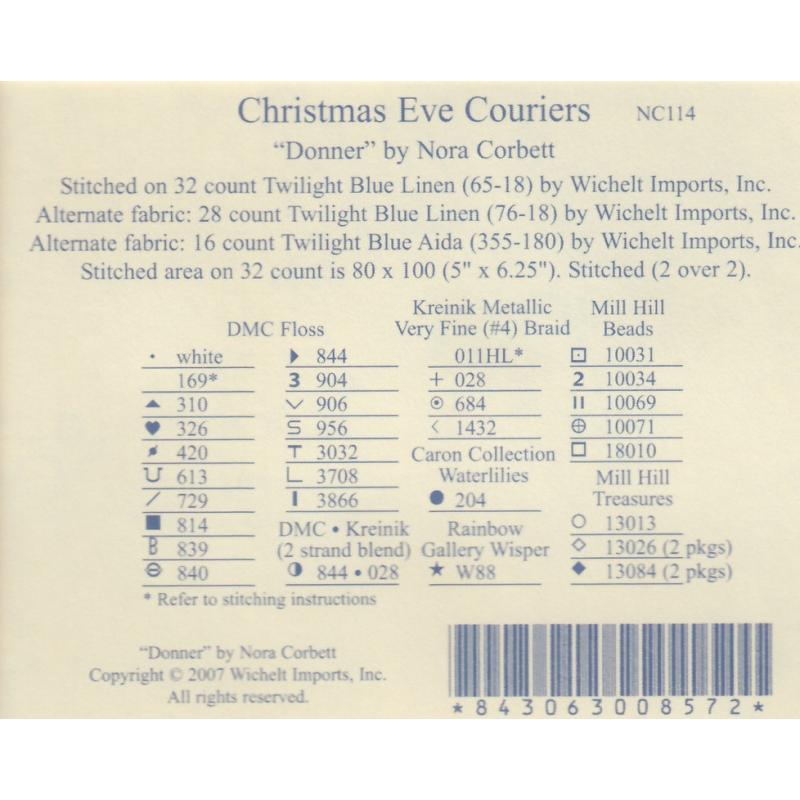 Christmas Eve Couriers NC114
“Donner” by Nora Corbett
Stitched on 32 count Twilight Blue Linen (65-18) by Wichelt Imports, Inc.
Alternate fabric: 28 count Twilight Blue Linen (76-18) by Wichelt Imports, Inc.
Alternate fabric: 16 count Twilight Blue Aida (355-180) by Wichelt Imports, Inc.
Stitched area on 32 count is 80 x 100 (5" x 6.25"). Stitched (2 over 2).
DMC Floss
· white
169*
▲ 310
♥ 326
420
613
/ 729
■ 814
B 839
⊖ 840
▶ 844
3 904
∨ 906
S 956
T 3032
L 3708
I 3866
DMC • Kreinik
(2 strand blend)
◑ 844 • 028
Kreinik Metallic
Very Fine (#4) Braid
011HL*
+ 028
⊙ 684
< 1432
Caron Collection
Waterlilies
● 204
Rainbow
Gallery Wisper
★ W88
Mill Hill
Beads
⊡ 10031
2 10034
II 10069
⊕ 10071
□ 18010
Mill Hill
Treasures
○ 13013
◇ 13026 (2 pkgs)
◆ 13084 (2 pkgs)
* Refer to stitching instructions
“Donner” by Nora Corbett
Copyright © 2007 Wichelt Imports, Inc.
All rights reserved.
*843063008572*